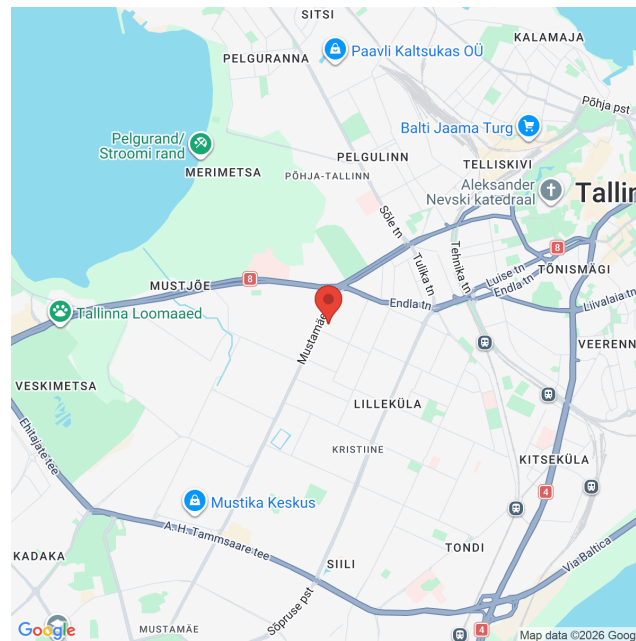 SITSI
KALAMAJA
PELGURANNA
Paavli Kaltsukas OÜ
Põhja pst
Balti Jaama Turg
Pelgurand/
Stroomi rand
PELGULINN
TELLISKIVI
MERIMETSA
PÕHJA-TALLINN
Aleksander
Nevski katedraal
Tallin
Sõle tn
Tehnika tn
8
TÕNISMÄGI
Tulika tn
Luise tn
Endla tn
8
MUSTJÕE
Endla tn
Liivalaia tn
Tallinna Loomaaed
Mustamäe
VEERENN
VESKIMETSA
LILLEKÜLA
Ehitajate tee
KRISTIINE
KITSEKÜLA
4
Mustika Keskus
A. H. Tammsaare tee
KADAKA
TONDI
Via Baltica
SIILI
Sõpruse pst
MUSTAMÄE
4
Google
Map data ©2026 Goog